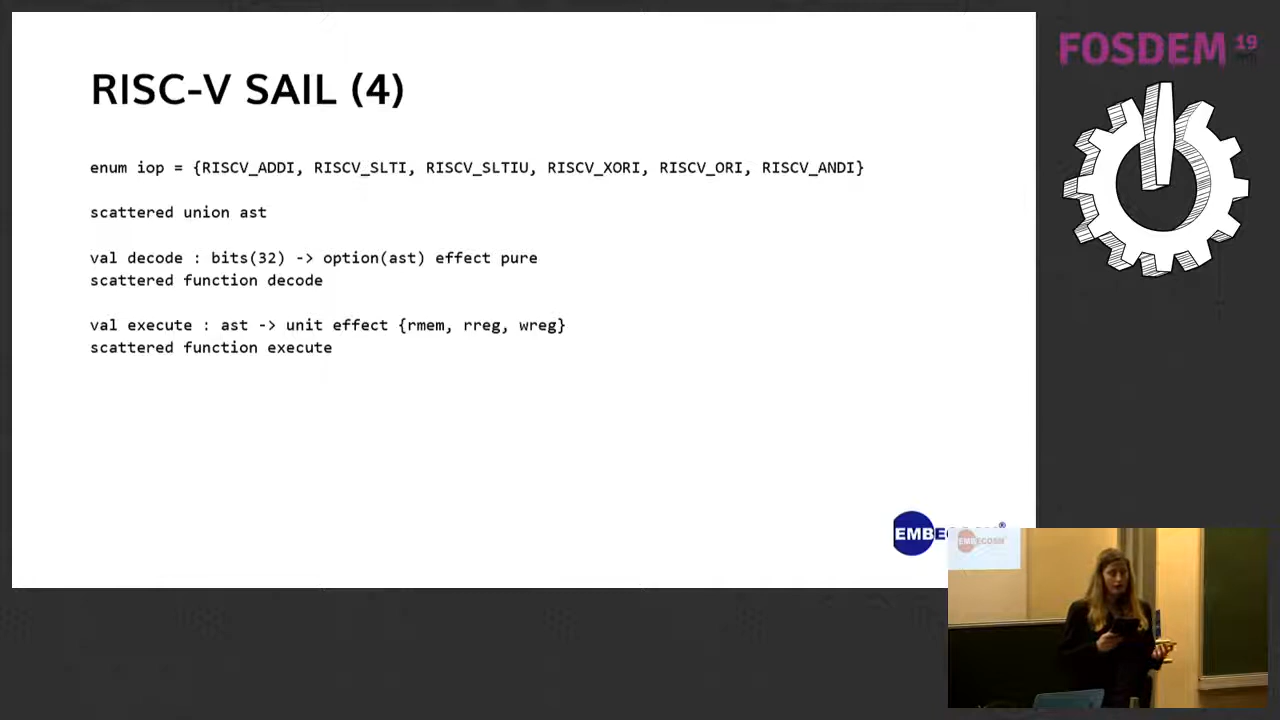 RISC-V SAIL (4)
enum iop = {RISCV_ADDI, RISCV_SLTI, RISCV_SLTIU, RISCV_XORI, RISCV_ORI, RISCV_ANDI}
scattered union ast
val decode : bits(32) -> option(ast) effect pure
scattered function decode
val execute : ast -> unit effect {rmem, rreg, wreg}
scattered function execute
FOSDEM 19
EMBECOSM